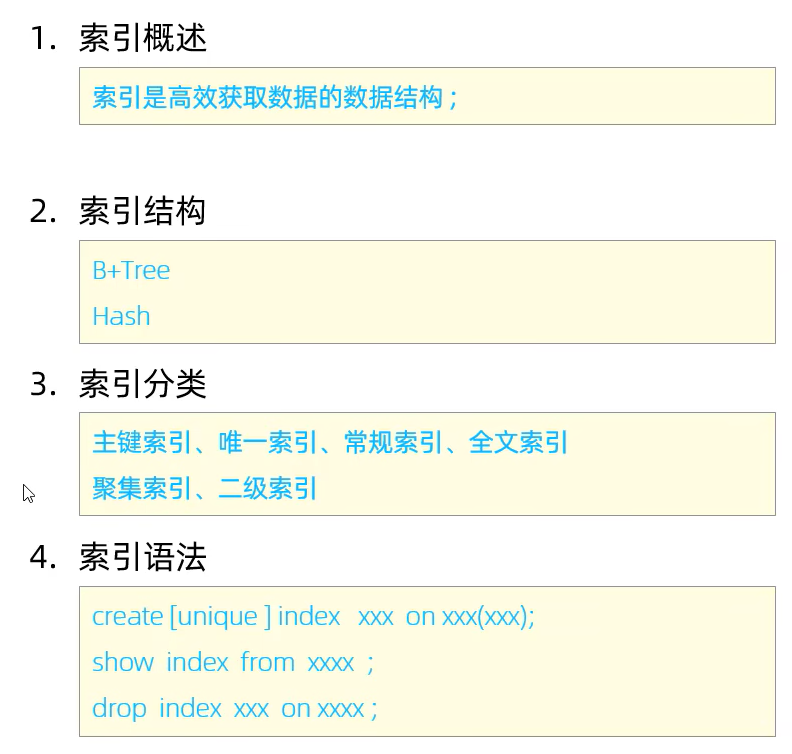 1. 索引概述
索引是高效获取数据的数据结构 ;
2. 索引结构
B+Tree
Hash
3. 索引分类
主键索引、唯一索引、常规索引、全文索引
聚集索引、二级索引
4. 索引语法
create [unique ] index xxx on xxx(xxx);
show index from xxxx ;
drop index xxx on xxxx ;